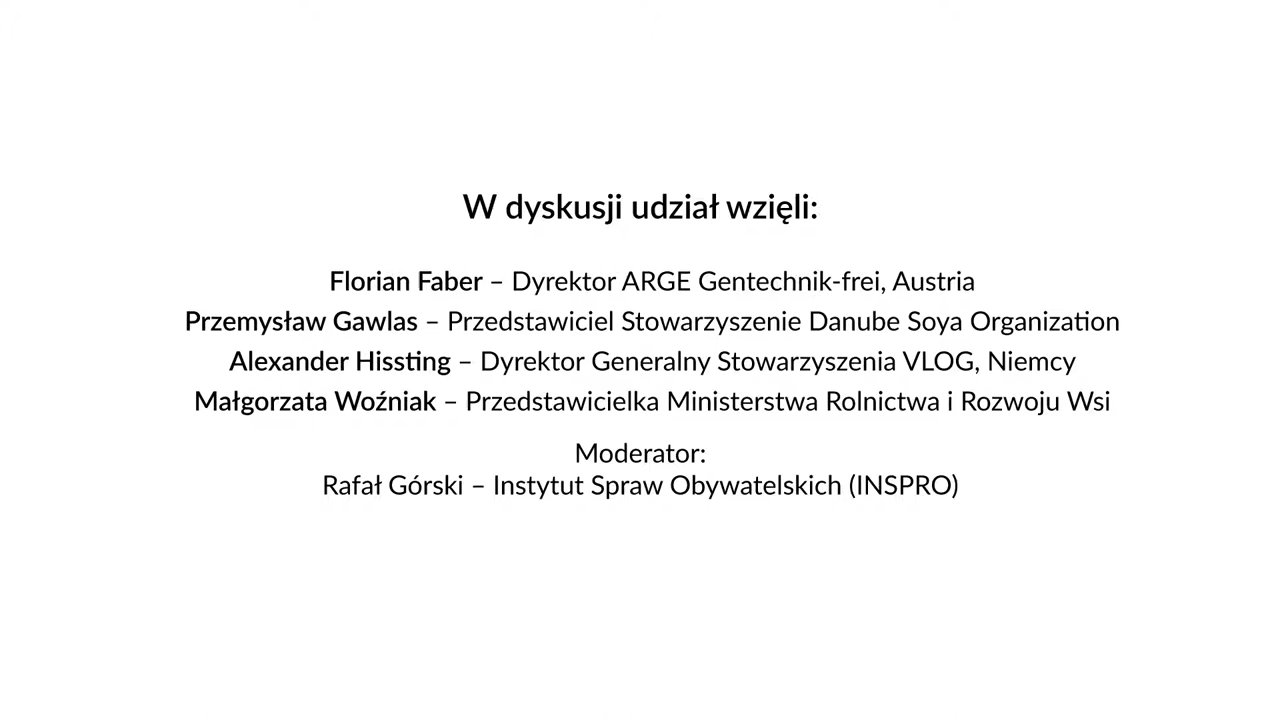 W dyskusji udział wzięli:
Florian Faber – Dyrektor ARGE Gentechnik-frei, Austria
Przemysław Gawlas – Przedstawiciel Stowarzyszenie Danube Soya Organization
Alexander Hissting – Dyrektor Generalny Stowarzyszenia VLOG, Niemcy
Małgorzata Woźniak – Przedstawicielka Ministerstwa Rolnictwa i Rozwoju Wsi
Moderator:
Rafał Górski – Instytut Spraw Obywatelskich (INSPRO)